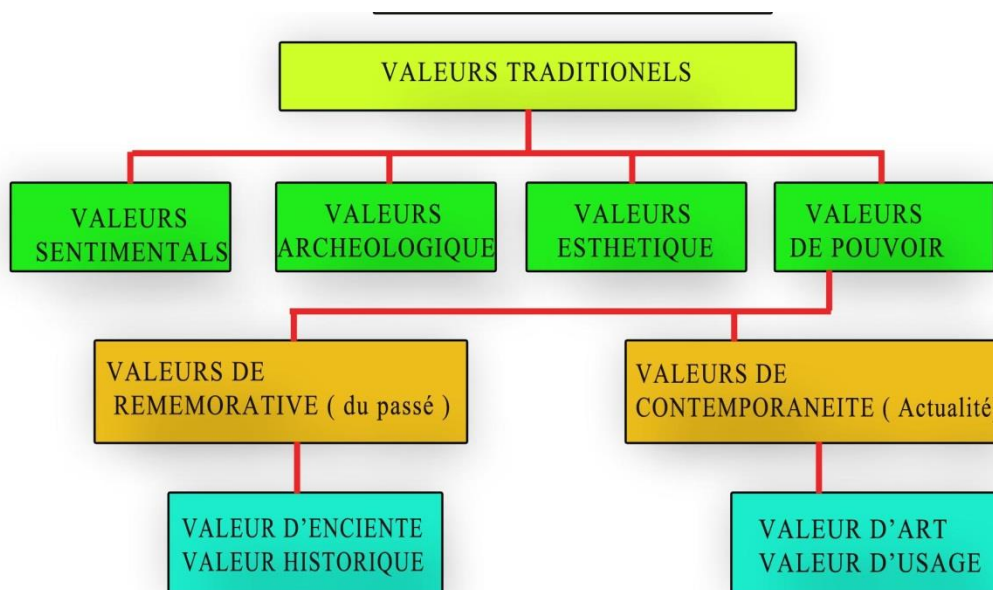 VALEURS TRADITIONELS
VALEURS
SENTIMENTALS
VALEURS
ARCHEOLOGIQUE
VALEURS
ESTHETIQUE
VALEURS
DE POUVOIR
VALEURS DE
REMEMORATIVE ( du passé )
VALEURS DE
CONTEMPORANEITE ( Actualité
VALEUR D'ENCIENTE
VALEUR HISTORIQUE
VALEUR D'ART
VALEUR D'USAGE